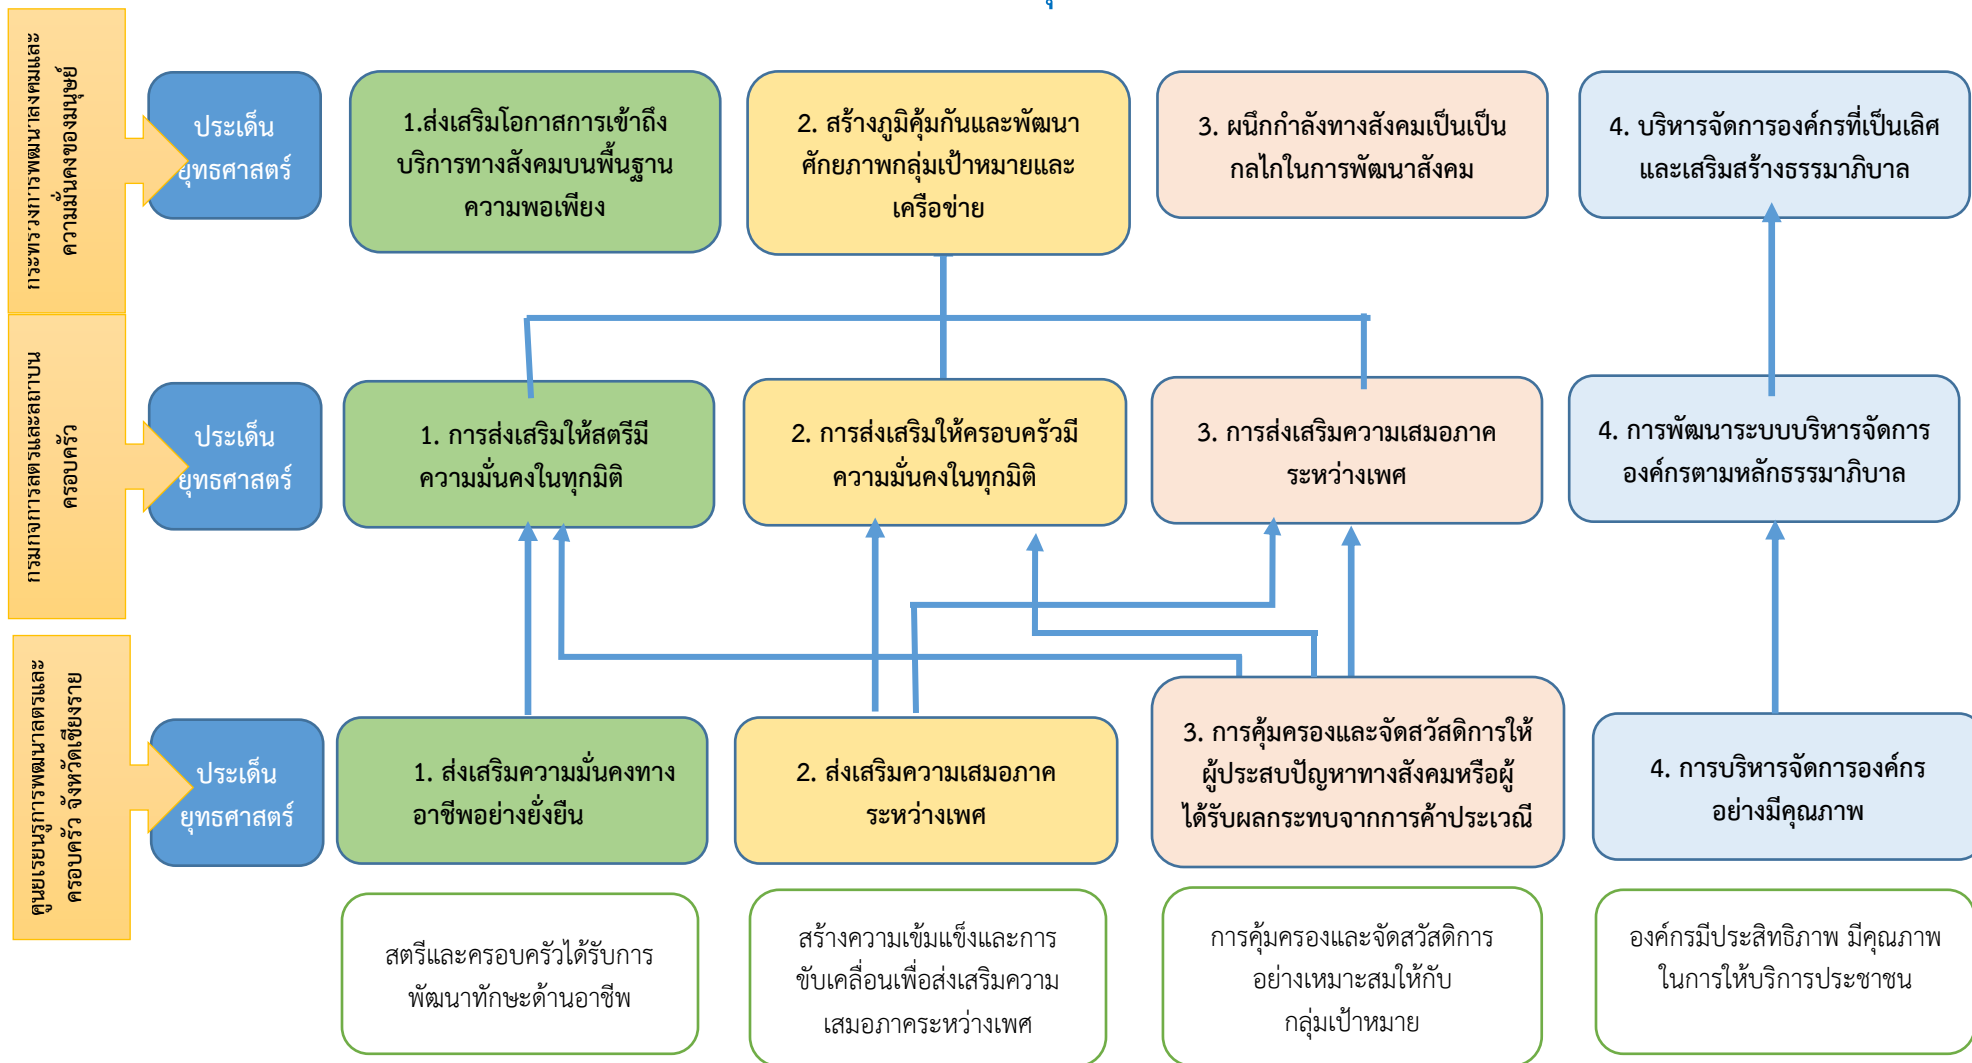 กระทรวงการพัฒนาสังคมและ
ความมั่นคงของมนุษย์
ประเด็น
ยุทธศาสตร์
1.ส่งเสริมโอกาสการเข้าถึง
บริการทางสังคมบนพื้นฐาน
ความพอเพียง
2. สร้างภูมิคุ้มกันและพัฒนา
ศักยภาพกลุ่มเป้าหมายและ
เครือข่าย
3. ผนึกกำลังทางสังคมเป็นเป็น
กลไกในการพัฒนาสังคม
4. บริหารจัดการองค์กรที่เป็นเลิศ
และเสริมสร้างธรรมาภิบาล
กรมกิจการสตรีและสถาบัน
ครอบครัว
ประเด็น
ยุทธศาสตร์
1. การส่งเสริมให้สตรีมี
ความมั่นคงในทุกมิติ
2. การส่งเสริมให้ครอบครัวมี
ความมั่นคงในทุกมิติ
3. การส่งเสริมความเสมอภาค
ระหว่างเพศ
4. การพัฒนาระบบบริหารจัดการ
องค์กรตามหลักธรรมาภิบาล
ศูนย์เรียนรู้การพัฒนาสตรีและ
ครอบครัว จังหวัดเชียงราย
ประเด็น
ยุทธศาสตร์
1. ส่งเสริมความมั่นคงทาง
อาชีพอย่างยั่งยืน
2. ส่งเสริมความเสมอภาค
ระหว่างเพศ
3. การคุ้มครองและจัดสวัสดิการให้
ผู้ประสบปัญหาทางสังคมหรือผู้
ได้รับผลกระทบจากการค้าประเวณี
4. การบริหารจัดการองค์กร
อย่างมีคุณภาพ
สตรีและครอบครัวได้รับการ
พัฒนาทักษะด้านอาชีพ
สร้างความเข้มแข็งและการ
ขับเคลื่อนเพื่อส่งเสริมความ
เสมอภาคระหว่างเพศ
การคุ้มครองและจัดสวัสดิการ
อย่างเหมาะสมให้กับ
กลุ่มเป้าหมาย
องค์กรมีประสิทธิภาพ มีคุณภาพ
ในการให้บริการประชาชน